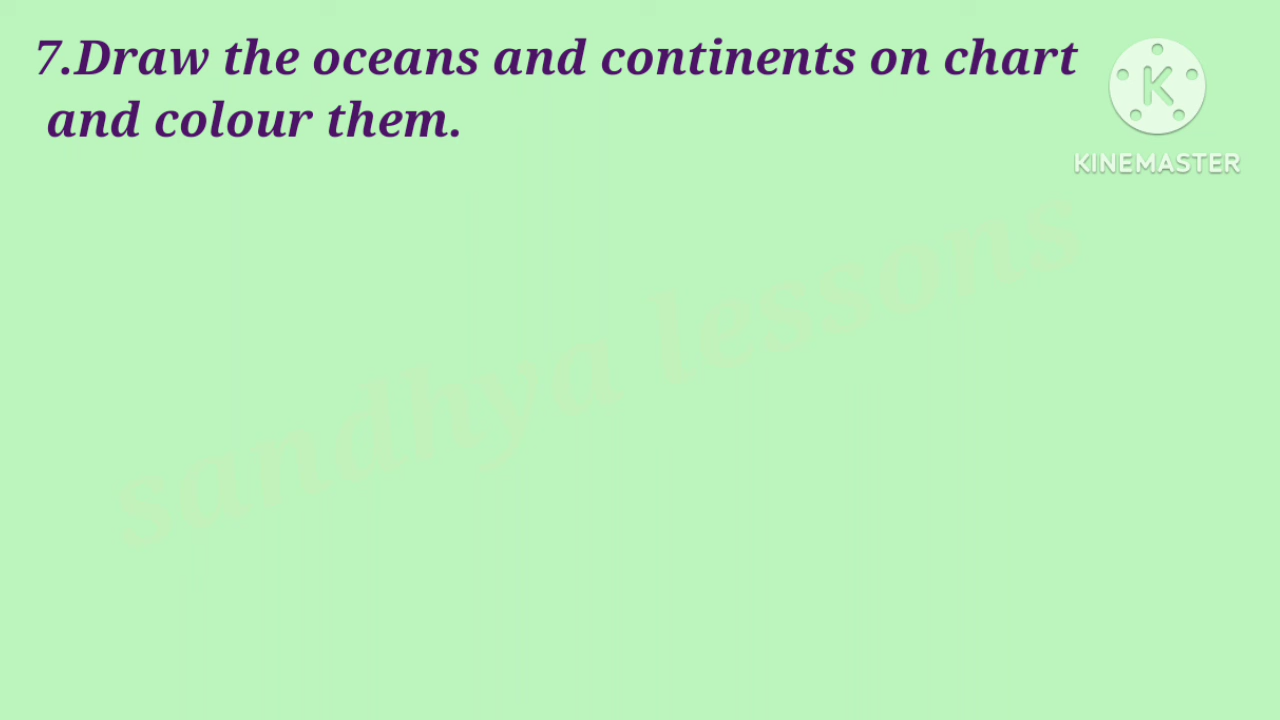 7.Draw the oceans and continents on chart
and colour them.
KINEMASTER
sandhya lessons